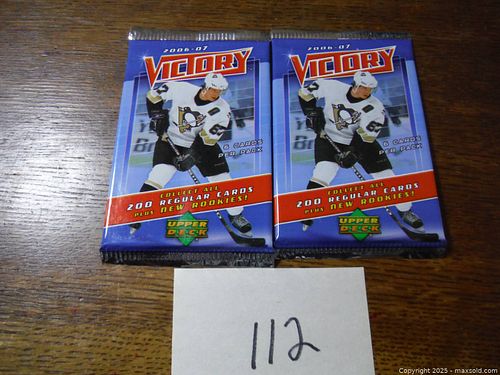 2006-07
VICTORY
6 CARDS
PER PACK
COLLECT ALL
200 REGULAR CARDS
PLUS NEW ROOKIES!
UPPER
DECK
2006-07
VICTORY
6 CARDS
PER PACK
COLLECT ALL
200 REGULAR CARDS
PLUS NEW ROOKIES!
UPPER
DECK
112
Copyright 2025 - maxsold.com